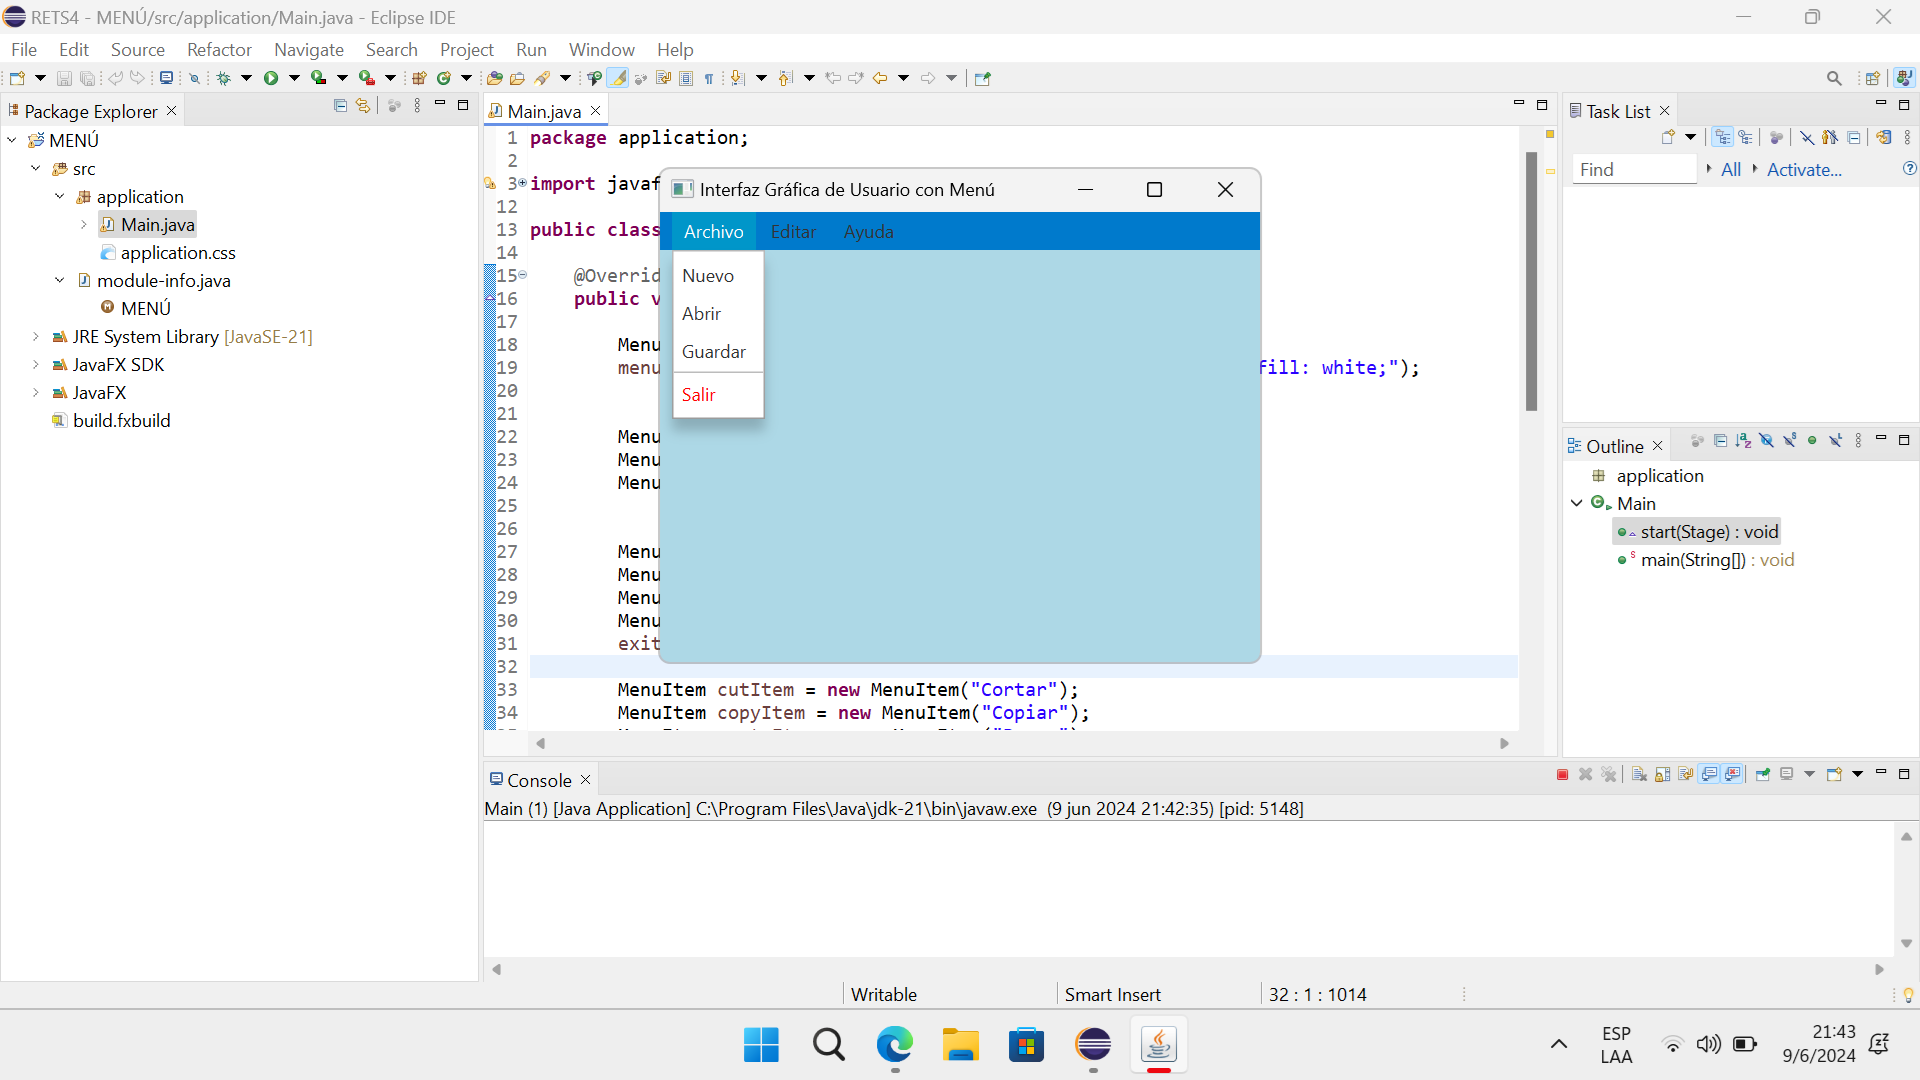 RETS4 - MENÚ/src/application/Main.java - Eclipse IDE
File Edit Source Refactor Navigate Search Project Run Window Help
Package Explorer
MENÚ
src
application
Main.java
application.css
module-info.java
MENÚ
JRE System Library [JavaSE-21]
JavaFX SDK
JavaFX
build.fxbuild
Main.java
1 package application;
2
3 import javaf
12
13 public class
14
15 @Overrid
16 public v
17
18 Menu
19 menu fill: white;");
20
21
22 Menu
23 Menu
24 Menu
25
26
27 Menu
28 Menu
29 Menu
30 Menu
31 exit
32
33 MenuItem cutItem = new MenuItem("Cortar");
34 MenuItem copyItem = new MenuItem("Copiar");
Interfaz Gráfica de Usuario con Menú
Archivo Editar Ayuda
Nuevo
Abrir
Guardar
Salir
Task List
Find All Activate...
Outline
application
Main
start(Stage) : void
main(String[]) : void
Console
Main (1) [Java Application] C:\Program Files\Java\jdk-21\bin\javaw.exe (9 jun 2024 21:42:35) [pid: 5148]
Writable Smart Insert 32 : 1 : 1014
ESP
LAA
21:43
9/6/2024